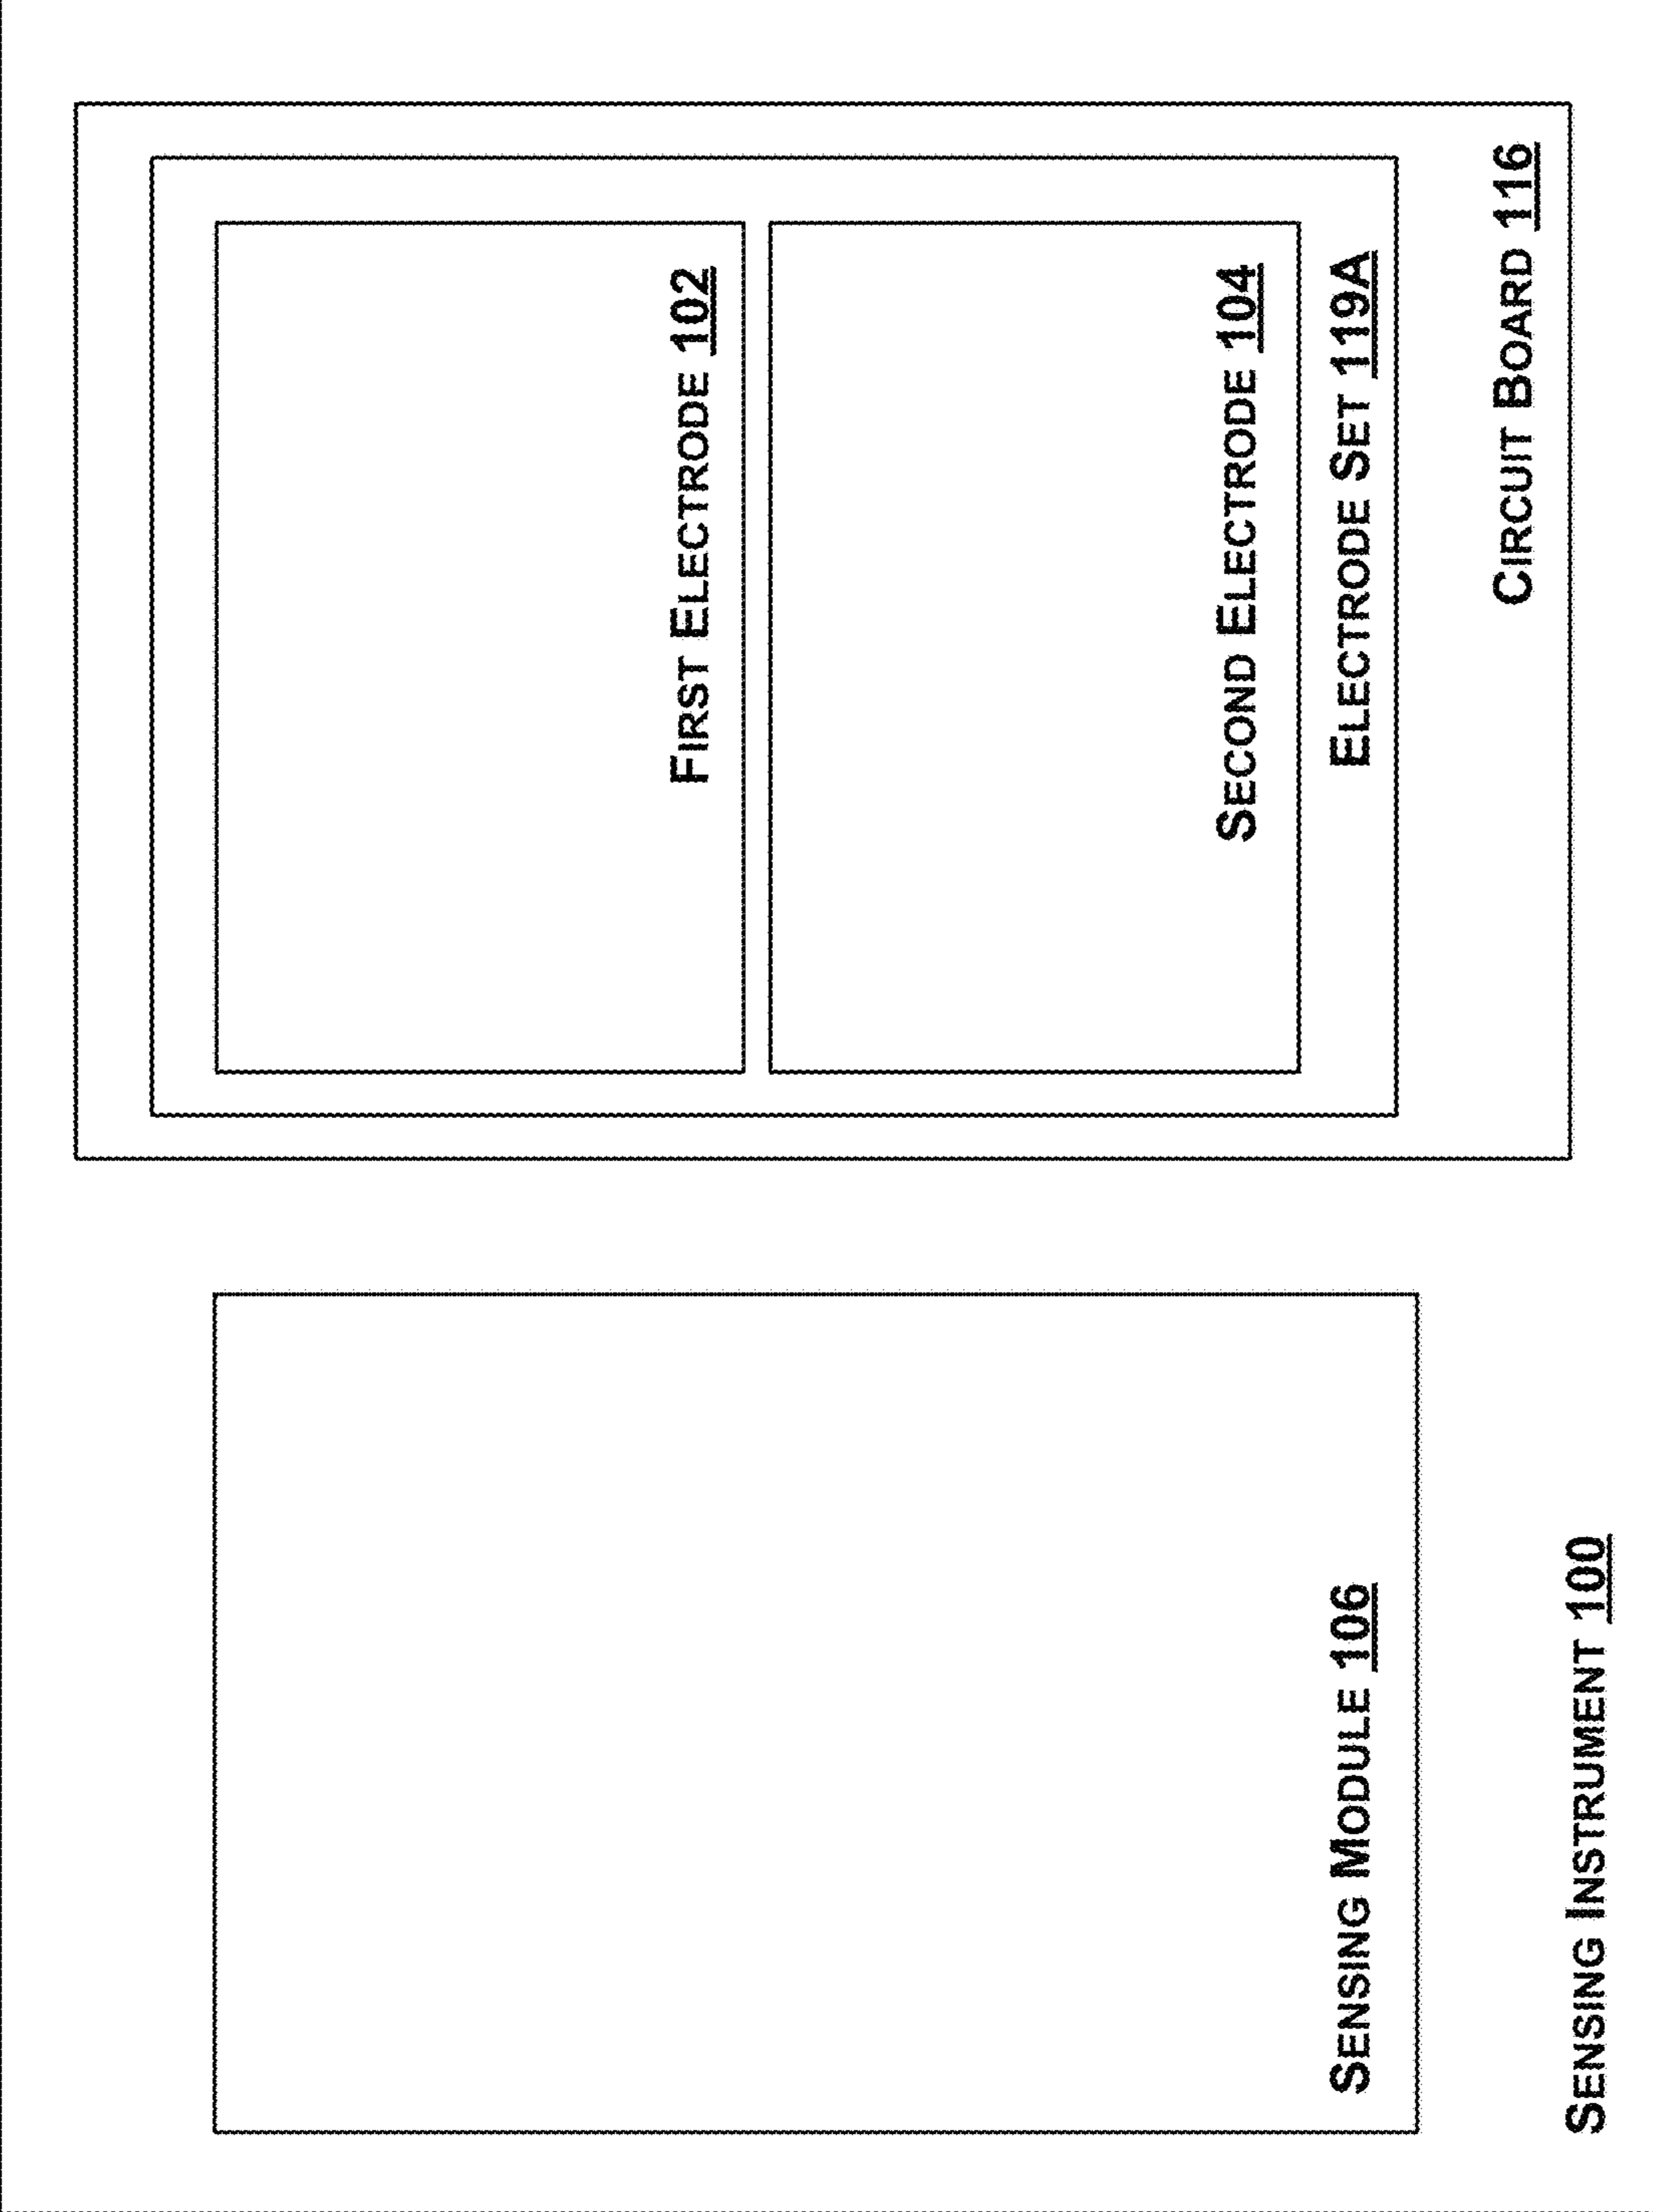 FIRST ELECTRODE 102
SECOND ELECTRODE 104
ELECTRODE SET 119A
CIRCUIT BOARD 116
SENSING MODULE 106
SENSING INSTRUMENT 100